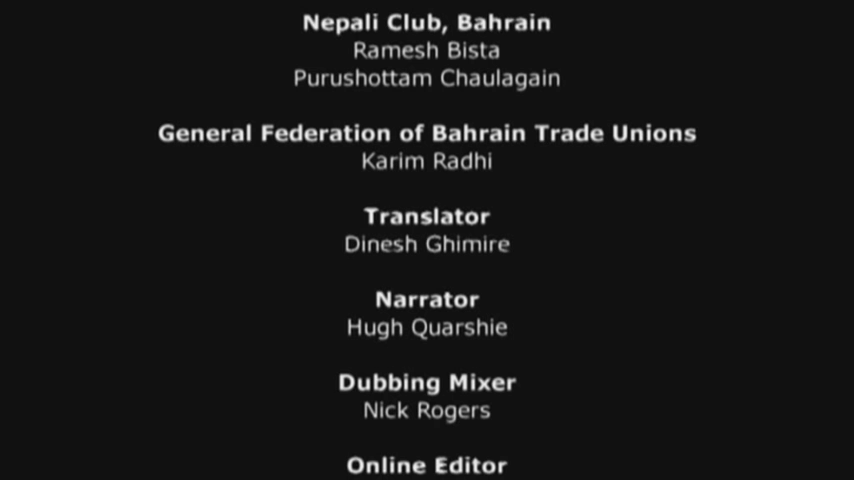 Nepali Club, Bahrain
Ramesh Bista
Purushottam Chaulagain
General Federation of Bahrain Trade Unions
Karim Radhi
Translator
Dinesh Ghimire
Narrator
Hugh Quarshie
Dubbing Mixer
Nick Rogers
Online Editor